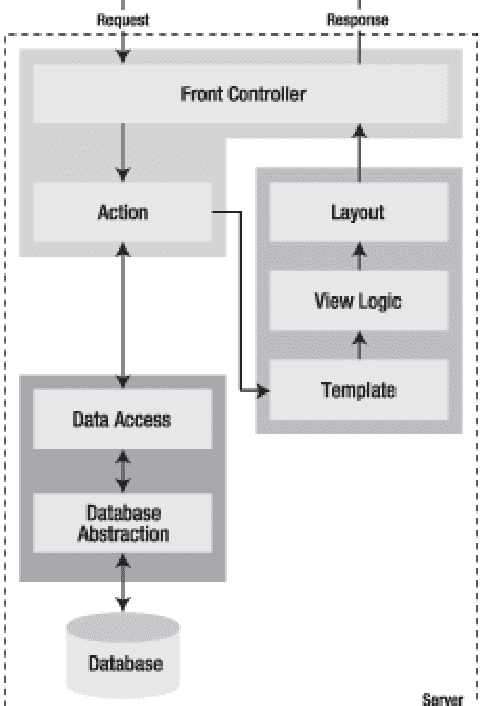 Request
Response
Front Controller
Action
Layout
View Logic
Template
Data Access
Database
Abstraction
Database
Server